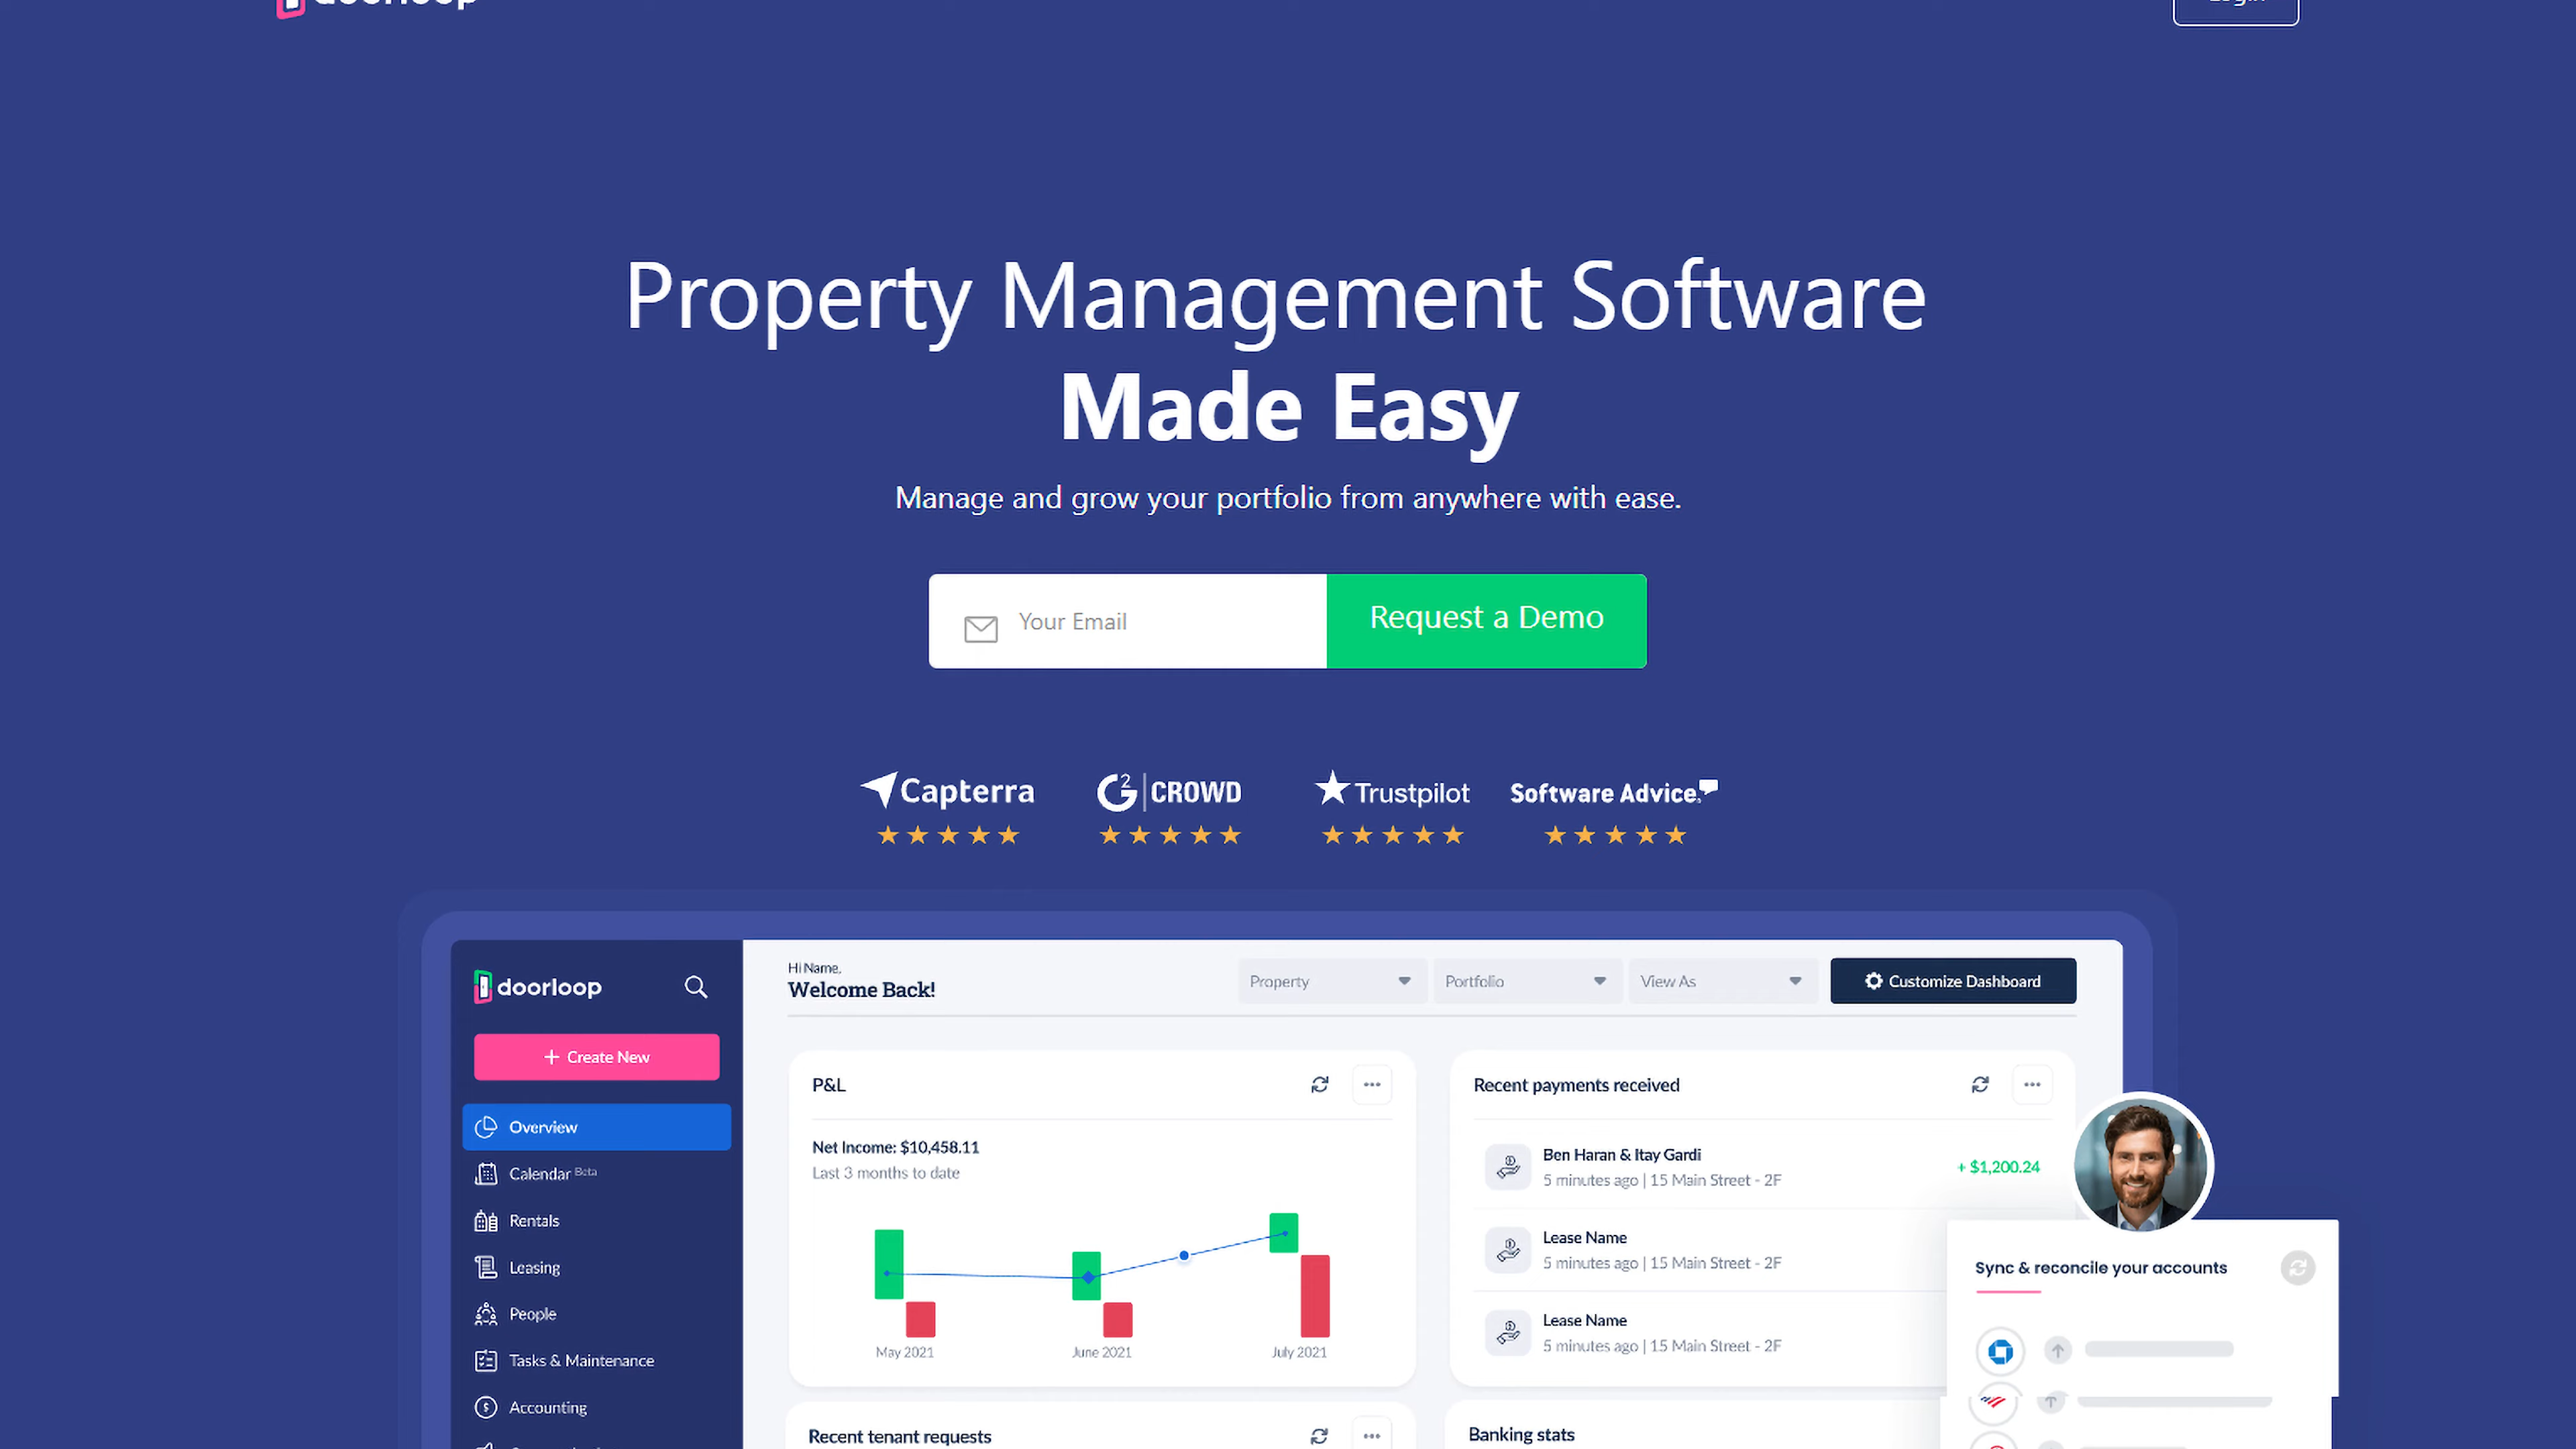 doorloop
Login
Property Management Software
Made Easy
Manage and grow your portfolio from anywhere with ease.
Your Email
Request a Demo
Capterra
G2 | CROWD
Trustpilot
Software Advice
doorloop
Hi Name,
Welcome Back!
Property
Portfolio
View As
Customize Dashboard
+ Create New
Overview
Calendar Beta
Rentals
Leasing
People
Tasks & Maintenance
Accounting
P&L
Net Income: $10,458.11
Last 3 months to date
May 2021
June 2021
July 2021
Recent payments received
Ben Haran & Itay Gardi
5 minutes ago | 15 Main Street - 2F
+ $1,200.24
Lease Name
5 minutes ago | 15 Main Street - 2F
Lease Name
5 minutes ago | 15 Main Street - 2F
Sync & reconcile your accounts
Recent tenant requests
Banking stats